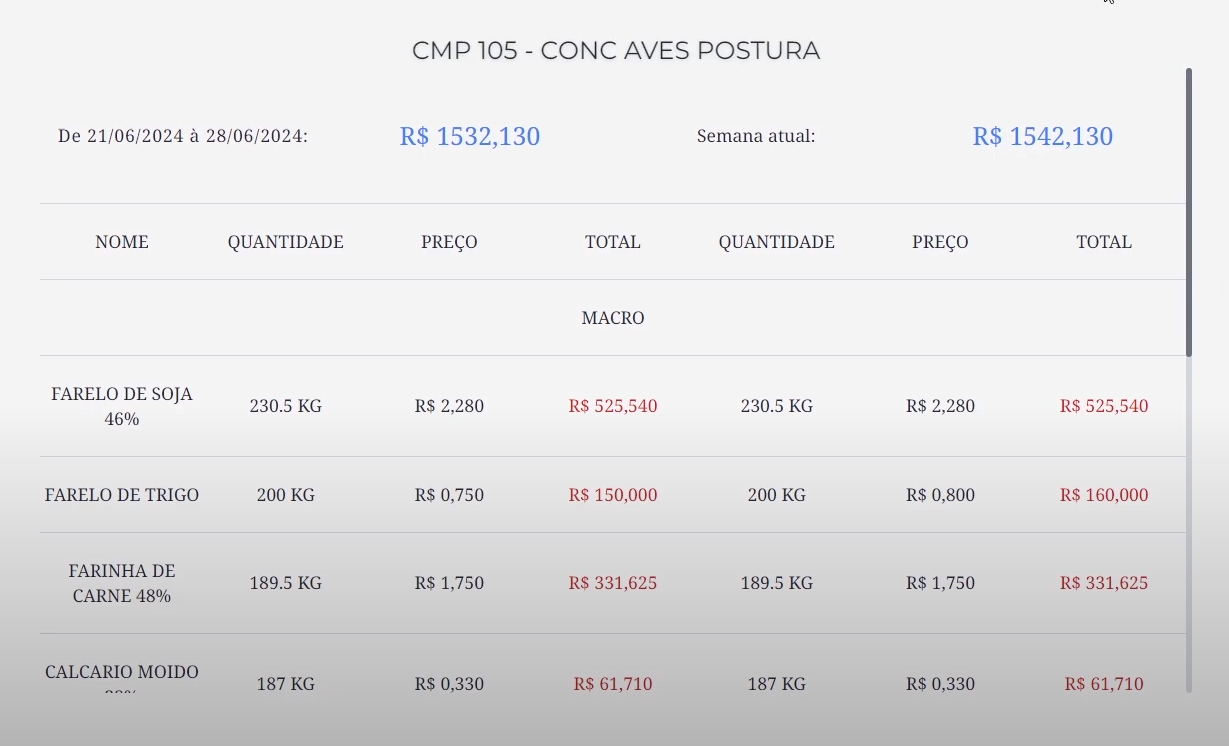 CMP 105 - CONC AVES POSTURA
De 21/06/2024 à 28/06/2024: R$ 1532,130 Semana atual: R$ 1542,130
NOME QUANTIDADE PREÇO TOTAL QUANTIDADE PREÇO TOTAL
MACRO
FARELO DE SOJA
46% 230.5 KG R$ 2,280 R$ 525,540 230.5 KG R$ 2,280 R$ 525,540
FARELO DE TRIGO 200 KG R$ 0,750 R$ 150,000 200 KG R$ 0,800 R$ 160,000
FARINHA DE
CARNE 48% 189.5 KG R$ 1,750 R$ 331,625 189.5 KG R$ 1,750 R$ 331,625
CALCARIO MOIDO
187 KG R$ 0,330 R$ 61,710 187 KG R$ 0,330 R$ 61,710